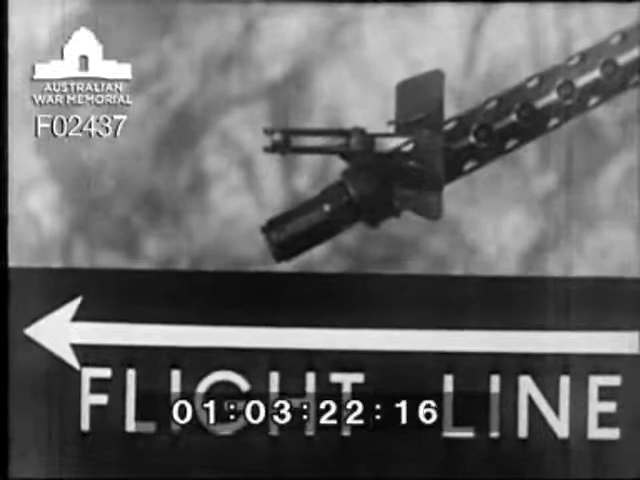 AUSTRALIAN
WAR MEMORIAL
F02437
FLIGHT LINE
01:03:22:16